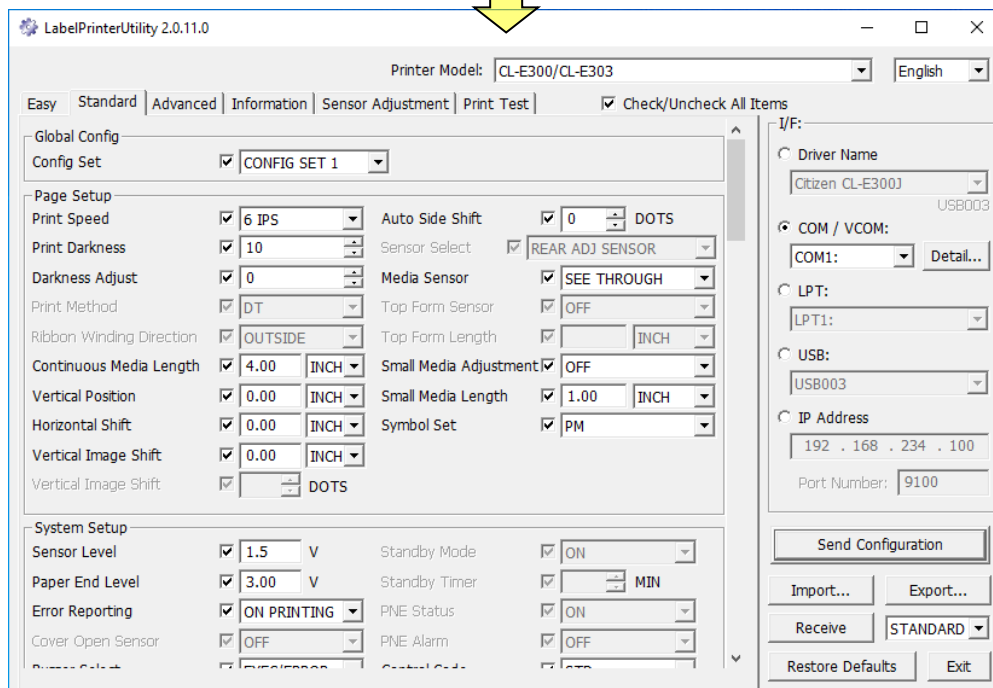 LabelPrinterUtility 2.0.11.0
Printer Model: CL-E300/CL-E303 English
Easy Standard Advanced Information Sensor Adjustment Print Test Check/Uncheck All Items
Global Config
Config Set CONFIG SET 1
Page Setup
Print Speed 6 IPS Auto Side Shift 0 DOTS
Print Darkness 10 Sensor Select REAR ADJ SENSOR
Darkness Adjust 0 Media Sensor SEE THROUGH
Print Method DT Top Form Sensor OFF
Ribbon Winding Direction OUTSIDE Top Form Length INCH
Continuous Media Length 4.00 INCH Small Media Adjustment OFF
Vertical Position 0.00 INCH Small Media Length 1.00 INCH
Horizontal Shift 0.00 INCH Symbol Set PM
Vertical Image Shift 0.00 INCH
Vertical Image Shift DOTS
System Setup
Sensor Level 1.5 V Standby Mode ON
Paper End Level 3.00 V Standby Timer MIN
Error Reporting ON PRINTING PNE Status ON
Cover Open Sensor OFF PNE Alarm OFF
I/F:
Driver Name
Citizen CL-E300J
USB003
COM / VCOM:
COM1: Detail...
LPT:
LPT1:
USB:
USB003
IP Address
192 . 168 . 234 . 100
Port Number: 9100
Send Configuration
Import... Export...
Receive STANDARD
Restore Defaults Exit